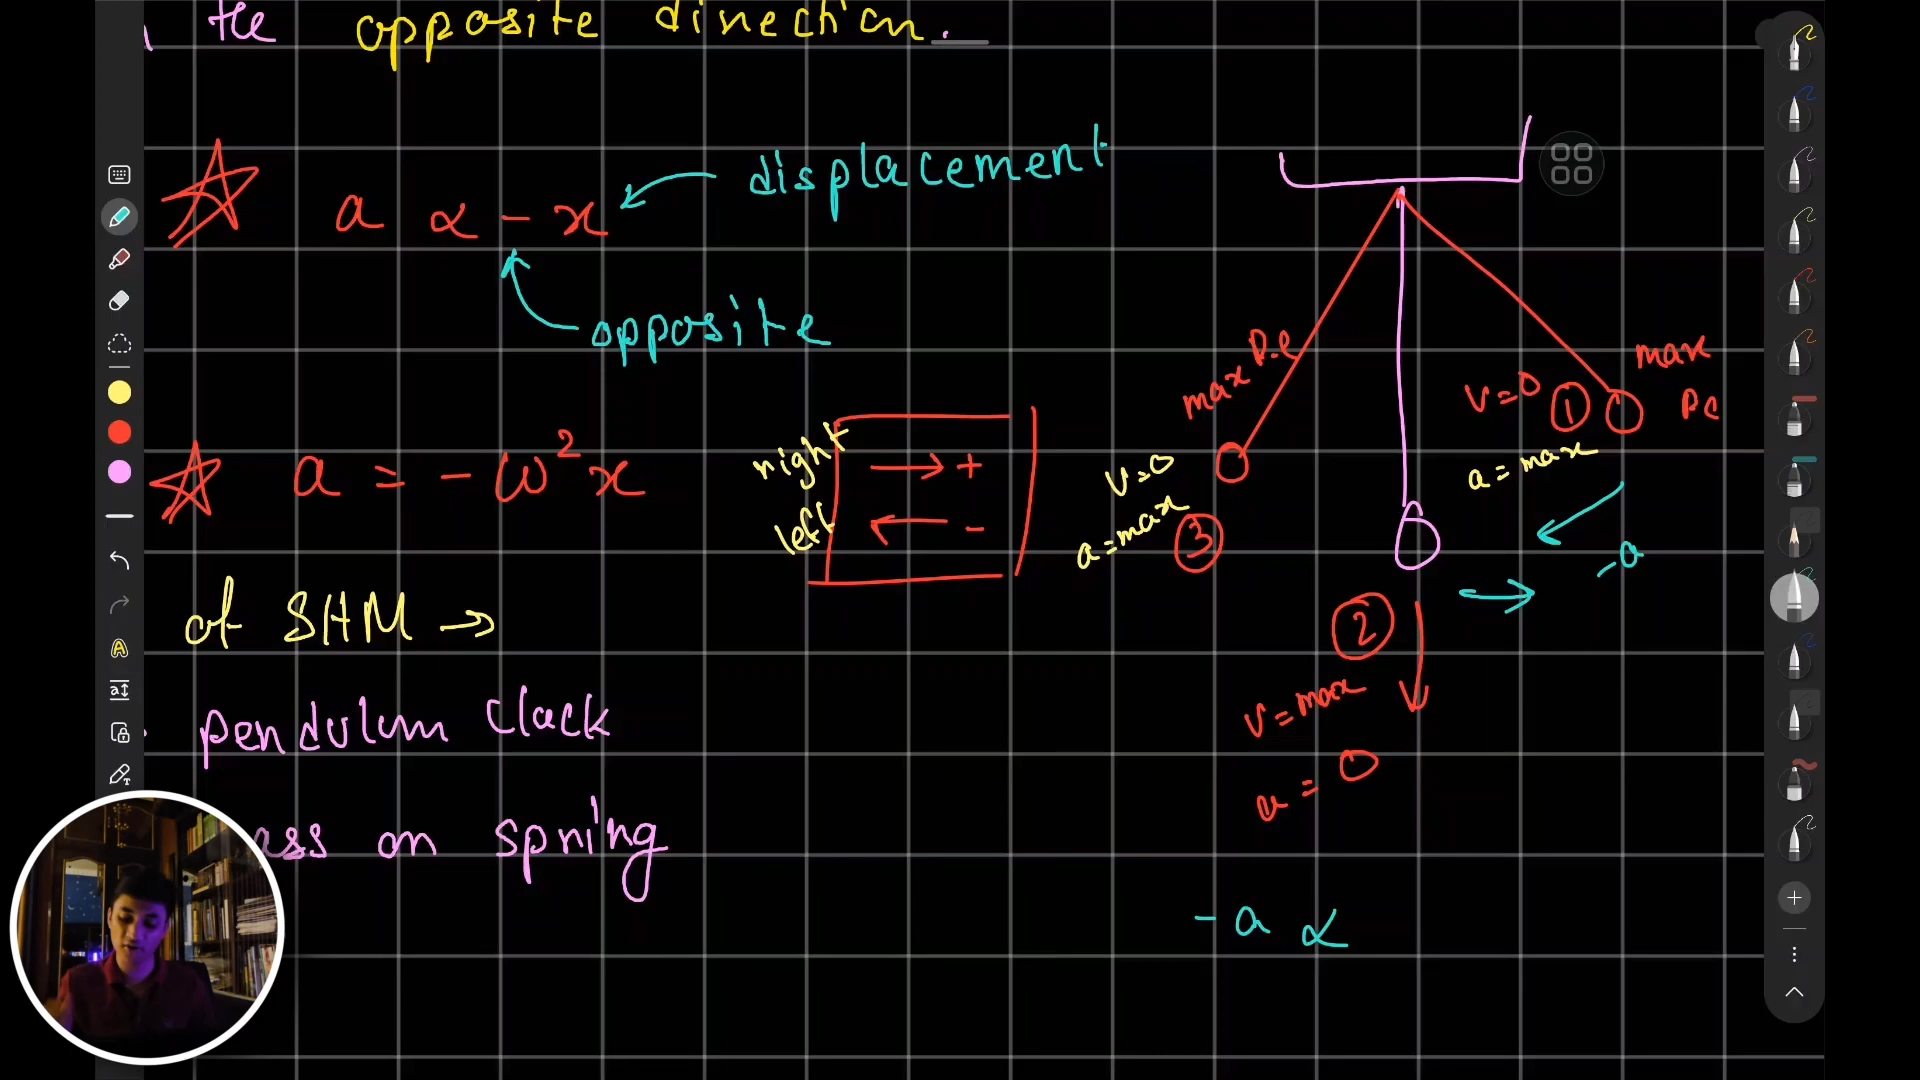 the opposite direction.
a α - x
displacement
opposite
a = - ω² x
right → +
left ← -
of SHM →
pendulum clack
ass on spring
max P.e
v=0
a=max
3
v=0
1
max
Pe
a=max
-a
2
v=max
a = 0
- a α